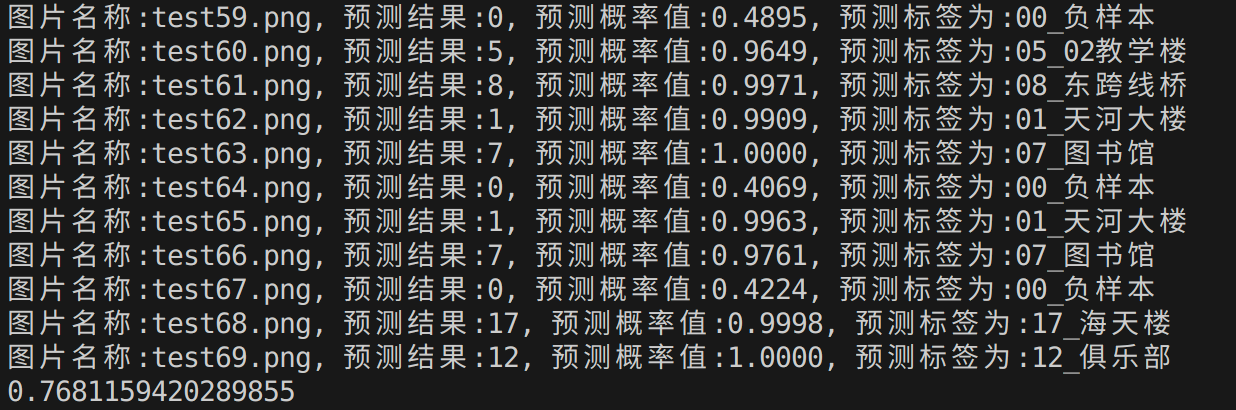 图片名称:test59.png, 预测结果:0, 预测概率值:0.4895, 预测标签为:00_负样本
图片名称:test60.png, 预测结果:5, 预测概率值:0.9649, 预测标签为:05_02教学楼
图片名称:test61.png, 预测结果:8, 预测概率值:0.9971, 预测标签为:08_东跨线桥
图片名称:test62.png, 预测结果:1, 预测概率值:0.9909, 预测标签为:01_天河大楼
图片名称:test63.png, 预测结果:7, 预测概率值:1.0000, 预测标签为:07_图书馆
图片名称:test64.png, 预测结果:0, 预测概率值:0.4069, 预测标签为:00_负样本
图片名称:test65.png, 预测结果:1, 预测概率值:0.9963, 预测标签为:01_天河大楼
图片名称:test66.png, 预测结果:7, 预测概率值:0.9761, 预测标签为:07_图书馆
图片名称:test67.png, 预测结果:0, 预测概率值:0.4224, 预测标签为:00_负样本
图片名称:test68.png, 预测结果:17, 预测概率值:0.9998, 预测标签为:17_海天楼
图片名称:test69.png, 预测结果:12, 预测概率值:1.0000, 预测标签为:12_俱乐部
0.7681159420289855